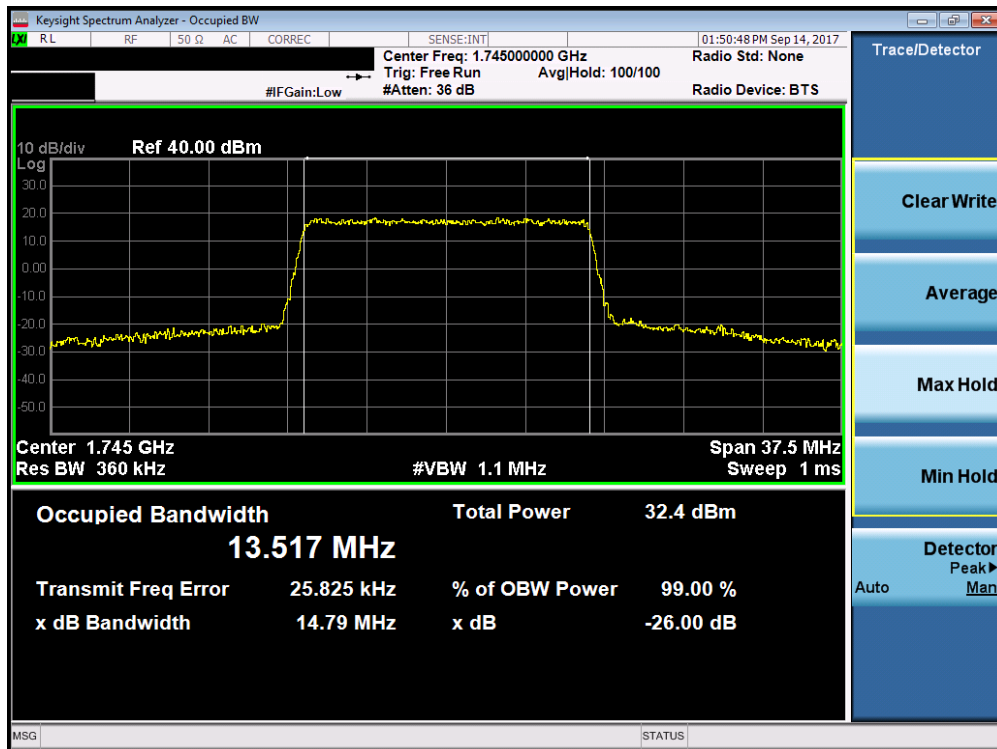 Keysight Spectrum Analyzer - Occupied BW
LXI RL RF 50 Ω AC CORREC SENSE:INT 01:50:48 PM Sep 14, 2017
Center Freq: 1.745000000 GHz Radio Std: None
Trig: Free Run Avg|Hold: 100/100
#IFGain:Low #Atten: 36 dB Radio Device: BTS
10 dB/div Ref 40.00 dBm
Log
30.0
20.0
10.0
0.00
-10.0
-20.0
-30.0
-40.0
-50.0
Center 1.745 GHz Span 37.5 MHz
Res BW 360 kHz #VBW 1.1 MHz Sweep 1 ms
Occupied Bandwidth Total Power 32.4 dBm
13.517 MHz
Transmit Freq Error 25.825 kHz % of OBW Power 99.00 %
x dB Bandwidth 14.79 MHz x dB -26.00 dB
MSG STATUS
Trace/Detector
Clear Write
Average
Max Hold
Min Hold
Detector
Peak▶
Auto Man